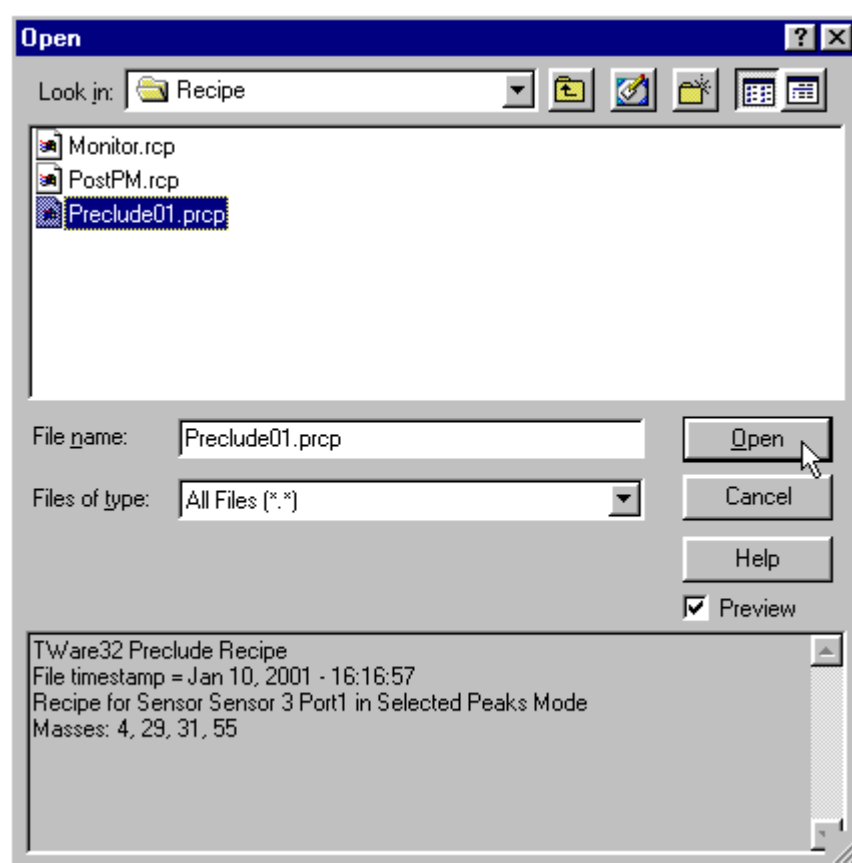 Open
Look in: Recipe
Monitor.rcp
PostPM.rcp
Preclude01.prcp
File name: Preclude01.prcp Open
Files of type: All Files (*.*) Cancel
Help
Preview
TWare32 Preclude Recipe
File timestamp = Jan 10, 2001 - 16:16:57
Recipe for Sensor Sensor 3 Port1 in Selected Peaks Mode
Masses: 4, 29, 31, 55